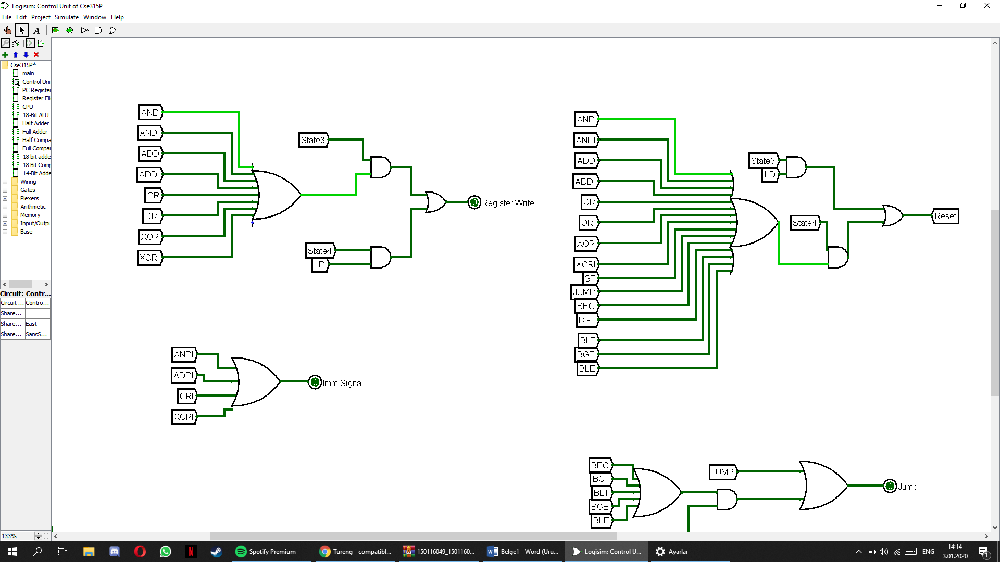 Logisim: Control Unit of Cse315P
File Edit Project Simulate Window Help
A
Cse315P*
main
Control Uni
PC Register
Register Fil
CPU
18-Bit ALU
Half Adder
Full Adder
Half Compa
Full Compar
18 bit adde
18 Bit Comp
14-Bit Adde
Wiring
Gates
Plexers
Arithmetic
Memory
Input/Outpu
Base
Circuit: Contr...
Circuit ... Contro...
Share...
Share... East
Share... SansS...
133%
AND
ANDI
ADD
ADDI
OR
ORI
XOR
XORI
State3
State4
LD
0 Register Write
AND
ANDI
ADD
ADDI
OR
ORI
XOR
XORI
ST
JUMP
BEQ
BGT
BLT
BGE
BLE
State5
LD
State4
Reset
ANDI
ADDI
ORI
XORI
0 Imm Signal
BEQ
BGT
BLT
BGE
BLE
JUMP
0 Jump
Spotify Premium
Tureng - compatibl...
150116049_1501160...
Belge1 - Word (Ürü...
Logisim: Control U...
Ayarlar
ENG
14:14
3.01.2020
1